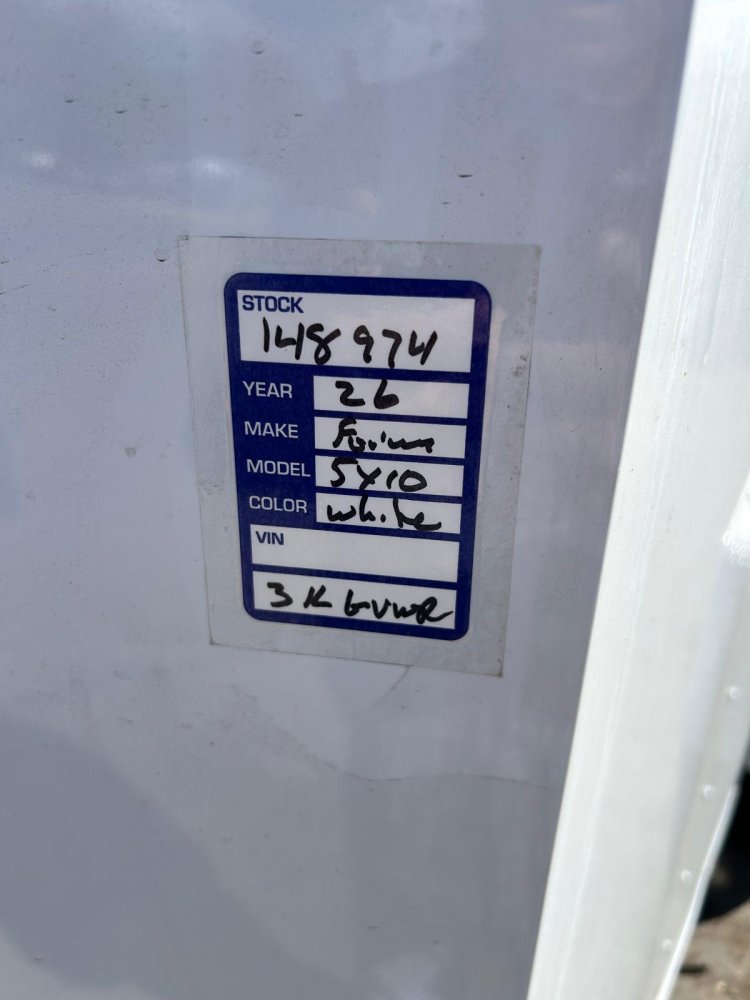 STOCK
148974
YEAR 26
MAKE
MODEL 5x10
COLOR white
VIN
3K GVWR